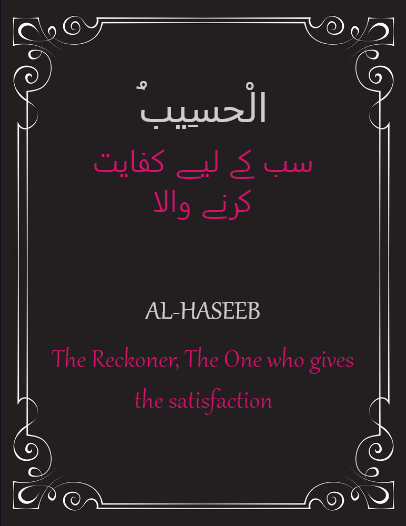 الْحسِيبُ
سب کے لیے کفایت
کرنے والا
AL-HASEEB
The Reckoner, The One who gives
the satisfaction